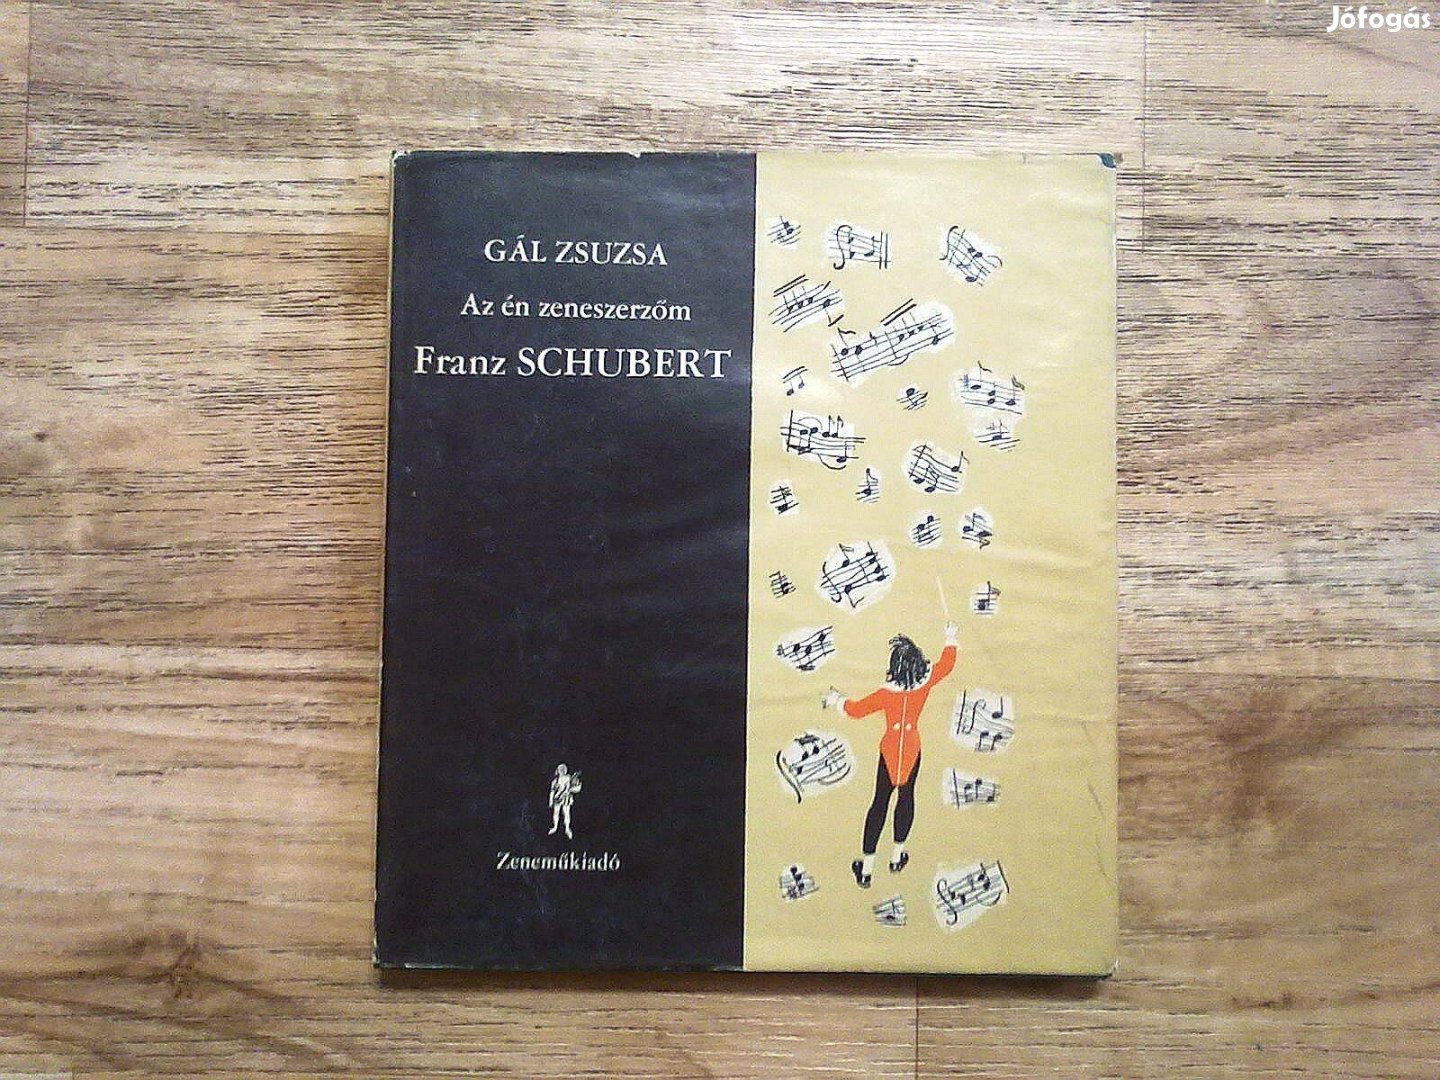 Jófogás
GÁL ZSUZSA
Az én zeneszerzőm
Franz SCHUBERT
Zeneműkiadó